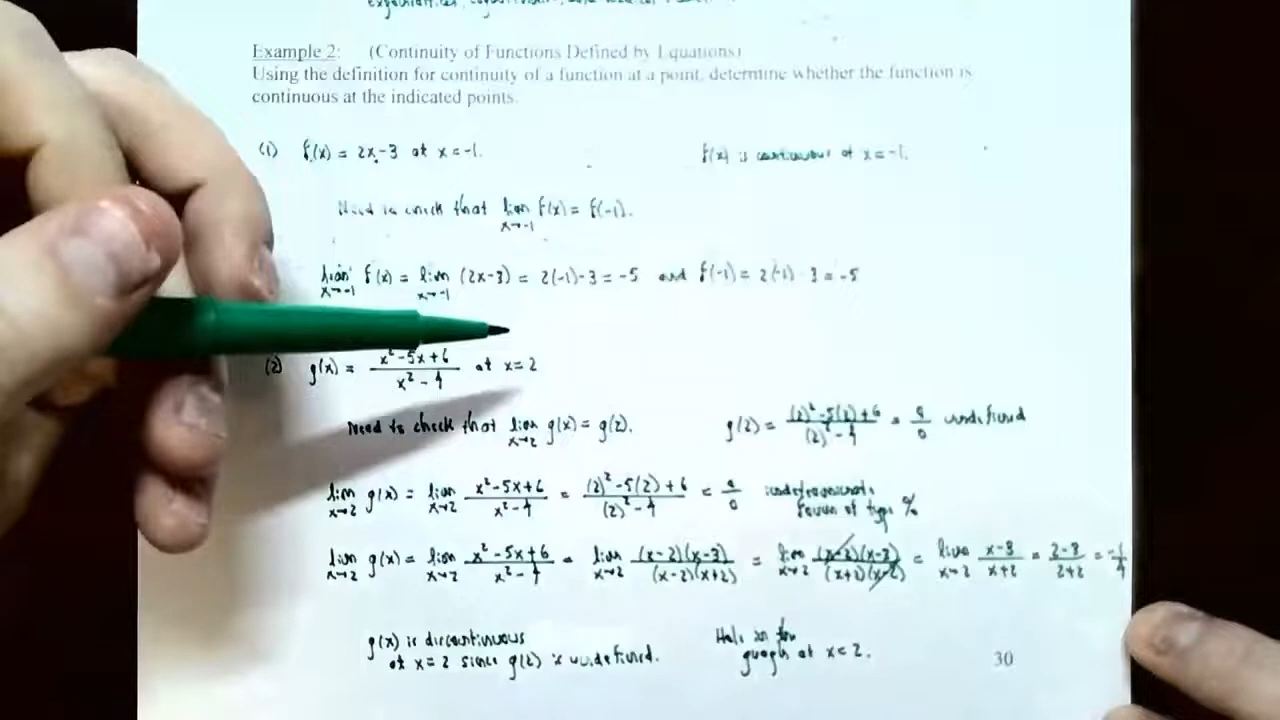 Example 2: (Continuity of Functions Defined by Equations)
Using the definition for continuity of a function at a point, determine whether the function is
continuous at the indicated points.
(1) f(x) = 2x-3 at x=-1. f(x) is continuous at x=-1.
Need to check that lim x→-1 f(x) = f(-1).
lim x→-1 f(x) = lim x→-1 (2x-3) = 2(-1)-3 = -5 and f(-1) = 2(-1)-3 = -5
(2) g(x) = (x²-5x+6)/(x²-4) at x=2
Need to check that lim x→2 g(x) = g(2). g(2) = ((2)²-5(2)+6)/((2)²-4) = 0/0 undefined
lim x→2 g(x) = lim x→2 (x²-5x+6)/(x²-4) = ((2)²-5(2)+6)/((2)²-4) = 0/0 indeterminate
form of type 0/0
lim x→2 g(x) = lim x→2 (x²-5x+6)/(x²-4) = lim x→2 ((x-2)(x-3))/((x-2)(x+2)) = lim x→2 ((x-2)(x-3))/((x+2)(x-2)) = lim x→2 (x-3)/(x+2) = (2-3)/(2+2) = -1/4
g(x) is discontinuous
at x=2 since g(2) is undefined.
Hole in the
graph at x=2.
30